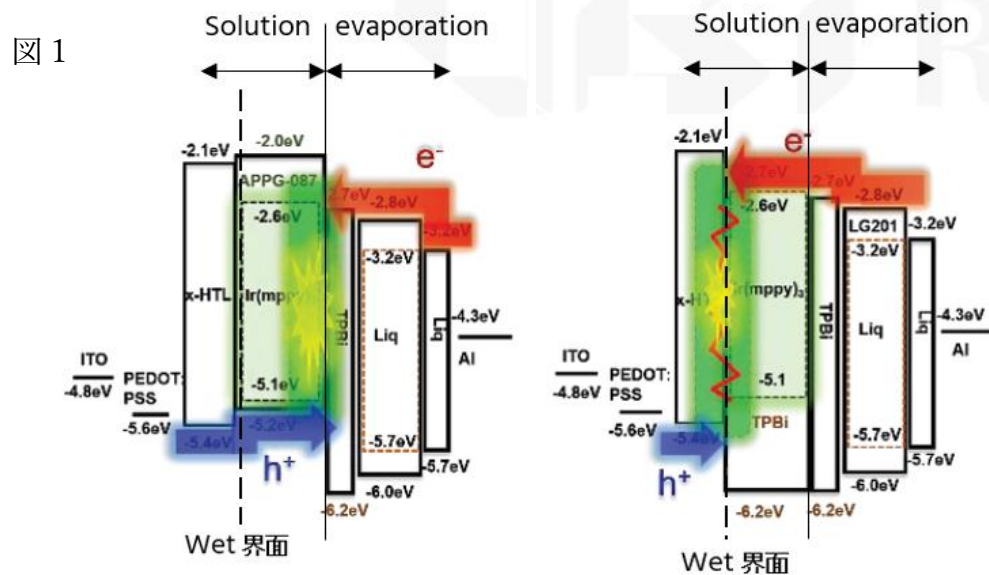 図 1
Solution
evaporation
-2.0eV
-2.1eV
e⁻
APPG-087
-2.7eV
-2.8eV
-2.6eV
-3.2eV
-3.2eV
x-HTL
Ir(mppy)
TPBi
Liq
Liq
-4.3eV
Al
ITO
-4.8eV
PEDOT:
PSS
-5.6eV
-5.1eV
-5.2eV
-5.4eV
h⁺
-5.7eV
-5.7eV
-6.0eV
-6.2eV
Wet 界面
Solution
evaporation
-2.1eV
e⁻
-2.7eV
-2.7eV
-2.8eV
-2.6eV
LG201
-3.2eV
-3.2eV
x-H
Ir(mppy)₃
TPBi
Liq
Liq
-4.3eV
Al
ITO
-4.8eV
PEDOT:
PSS
-5.6eV
-5.1
-5.4eV
TPBi
h⁺
-5.7eV
-5.7eV
-6.0eV
-6.2eV
-6.2eV
Wet 界面